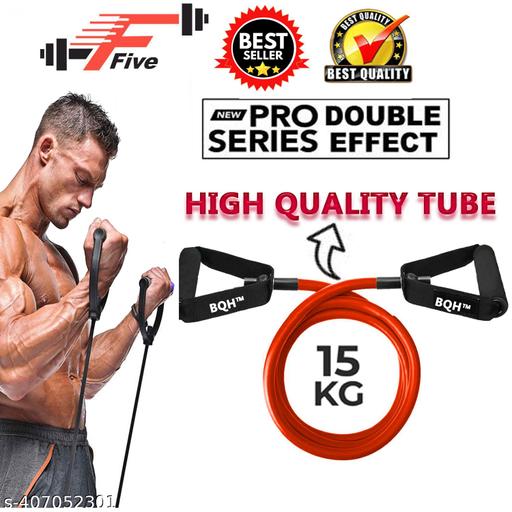 Five
BEST
SELLER
BEST QUALITY
BEST QUALITY
NEW PRO DOUBLE
SERIES EFFECT
HIGH QUALITY TUBE
BQH™
BQH™
15
KG
s-407052301